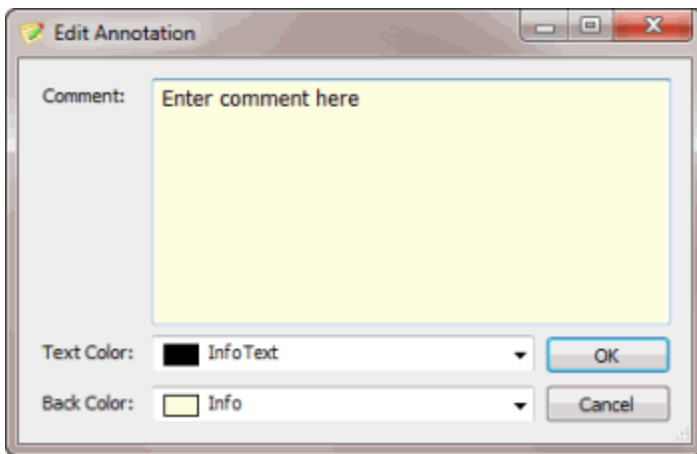 Edit Annotation
Comment:
Enter comment here
Text Color:
InfoText
OK
Back Color:
Info
Cancel